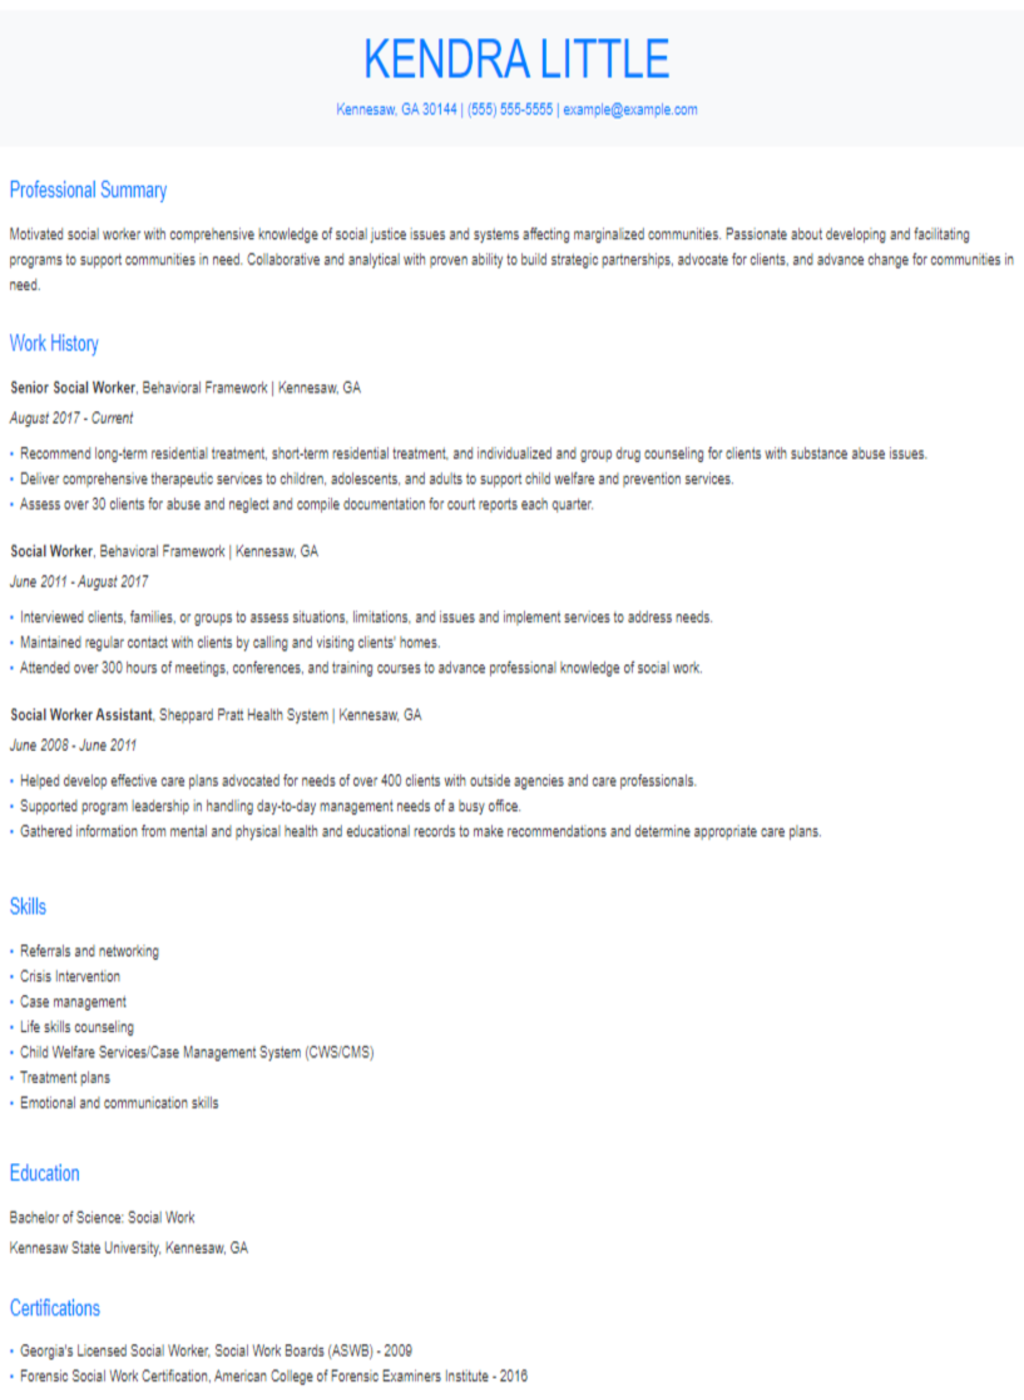 KENDRA LITTLE
Kennesaw, GA 30144 | (555) 555-5555 | example@example.com
Professional Summary
Motivated social worker with comprehensive knowledge of social justice issues and systems affecting marginalized communities. Passionate about developing and facilitating
programs to support communities in need. Collaborative and analytical with proven ability to build strategic partnerships, advocate for clients, and advance change for communities in
need.
Work History
Senior Social Worker, Behavioral Framework | Kennesaw, GA
August 2017 - Current
• Recommend long-term residential treatment, short-term residential treatment, and individualized and group drug counseling for clients with substance abuse issues.
• Deliver comprehensive therapeutic services to children, adolescents, and adults to support child welfare and prevention services.
• Assess over 30 clients for abuse and neglect and compile documentation for court reports each quarter.
Social Worker, Behavioral Framework | Kennesaw, GA
June 2011 - August 2017
• Interviewed clients, families, or groups to assess situations, limitations, and issues and implement services to address needs.
• Maintained regular contact with clients by calling and visiting clients' homes.
• Attended over 300 hours of meetings, conferences, and training courses to advance professional knowledge of social work.
Social Worker Assistant, Sheppard Pratt Health System | Kennesaw, GA
June 2008 - June 2011
• Helped develop effective care plans advocated for needs of over 400 clients with outside agencies and care professionals.
• Supported program leadership in handling day-to-day management needs of a busy office.
• Gathered information from mental and physical health and educational records to make recommendations and determine appropriate care plans.
Skills
• Referrals and networking
• Crisis Intervention
• Case management
• Life skills counseling
• Child Welfare Services/Case Management System (CWS/CMS)
• Treatment plans
• Emotional and communication skills
Education
Bachelor of Science: Social Work
Kennesaw State University, Kennesaw, GA
Certifications
• Georgia's Licensed Social Worker, Social Work Boards (ASWB) - 2009
• Forensic Social Work Certification, American College of Forensic Examiners Institute - 2016